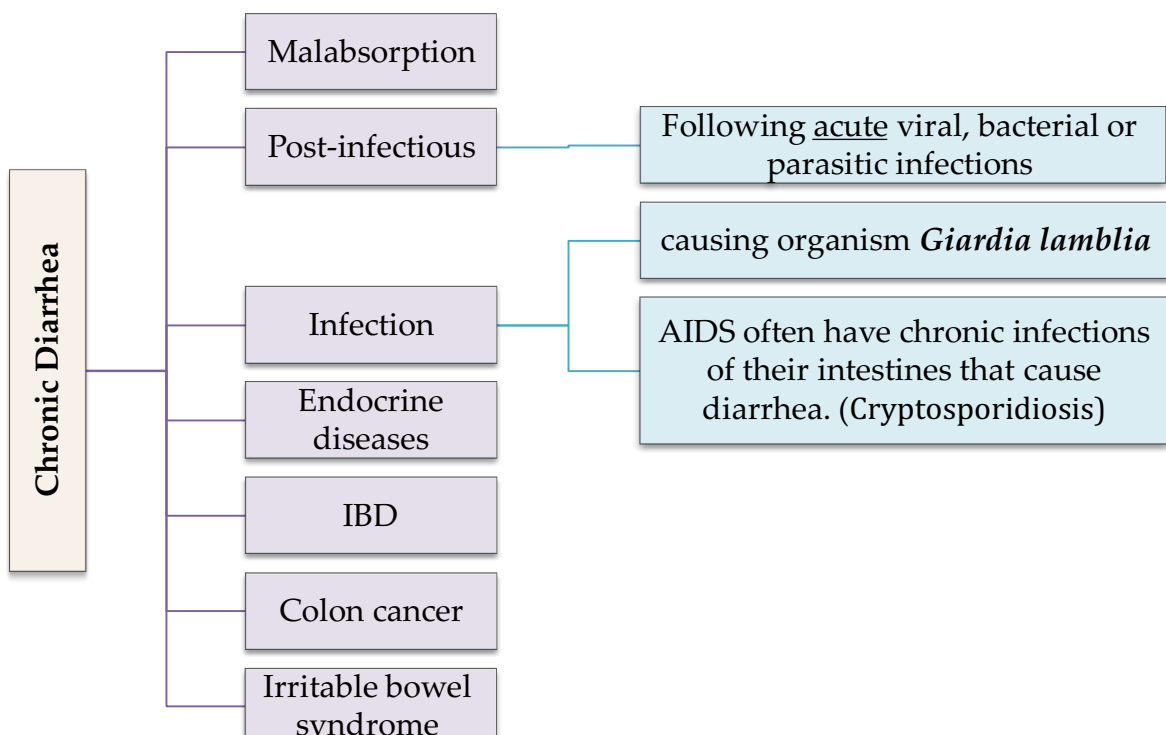 Chronic Diarrhea
Malabsorption
Post-infectious
Following acute viral, bacterial or
parasitic infections
Infection
causing organism Giardia lamblia
AIDS often have chronic infections
of their intestines that cause
diarrhea. (Cryptosporidiosis)
Endocrine
diseases
IBD
Colon cancer
Irritable bowel
syndrome